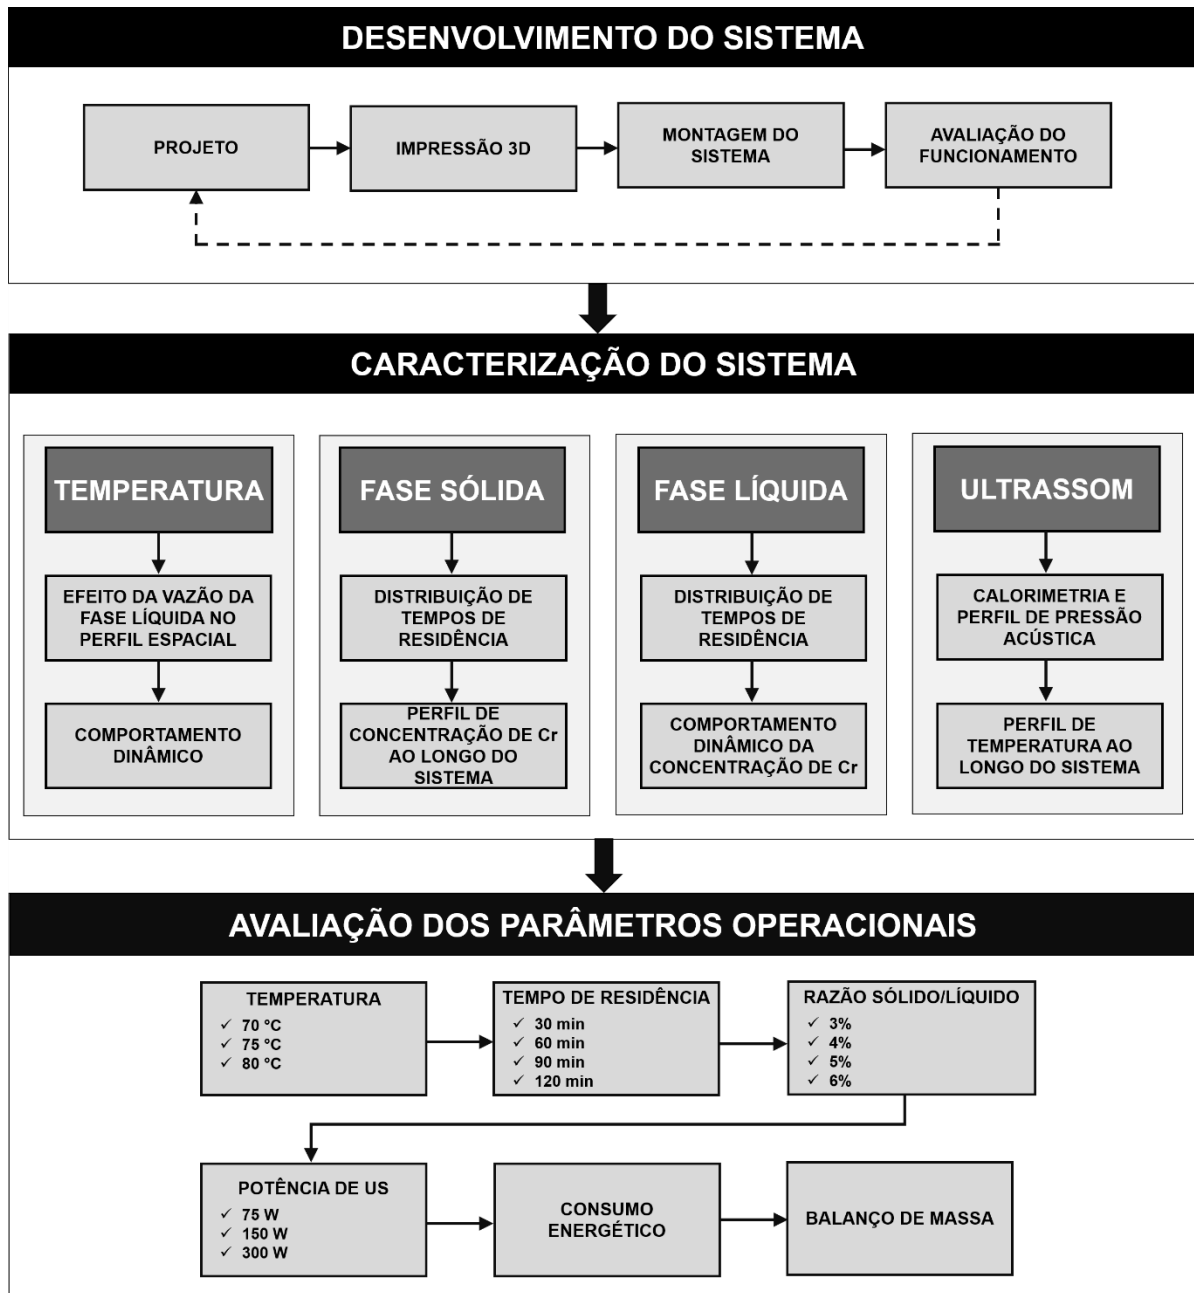 DESENVOLVIMENTO DO SISTEMA
PROJETO
IMPRESSÃO 3D
MONTAGEM DO
SISTEMA
AVALIAÇÃO DO
FUNCIONAMENTO
CARACTERIZAÇÃO DO SISTEMA
TEMPERATURA
EFEITO DA VAZÃO DA
FASE LÍQUIDA NO
PERFIL ESPACIAL
COMPORTAMENTO
DINÂMICO
FASE SÓLIDA
DISTRIBUIÇÃO DE
TEMPOS DE
RESIDÊNCIA
PERFIL DE
CONCENTRAÇÃO DE Cr
AO LONGO DO
SISTEMA
FASE LÍQUIDA
DISTRIBUIÇÃO DE
TEMPOS DE
RESIDÊNCIA
COMPORTAMENTO
DINÂMICO DA
CONCENTRAÇÃO DE Cr
ULTRASSOM
CALORIMETRIA E
PERFIL DE PRESSÃO
ACÚSTICA
PERFIL DE
TEMPERATURA AO
LONGO DO SISTEMA
AVALIAÇÃO DOS PARÂMETROS OPERACIONAIS
TEMPERATURA
✓ 70 °C
✓ 75 °C
✓ 80 °C
TEMPO DE RESIDÊNCIA
✓ 30 min
✓ 60 min
✓ 90 min
✓ 120 min
RAZÃO SÓLIDO/LÍQUIDO
✓ 3%
✓ 4%
✓ 5%
✓ 6%
POTÊNCIA DE US
✓ 75 W
✓ 150 W
✓ 300 W
CONSUMO
ENERGÉTICO
BALANÇO DE MASSA